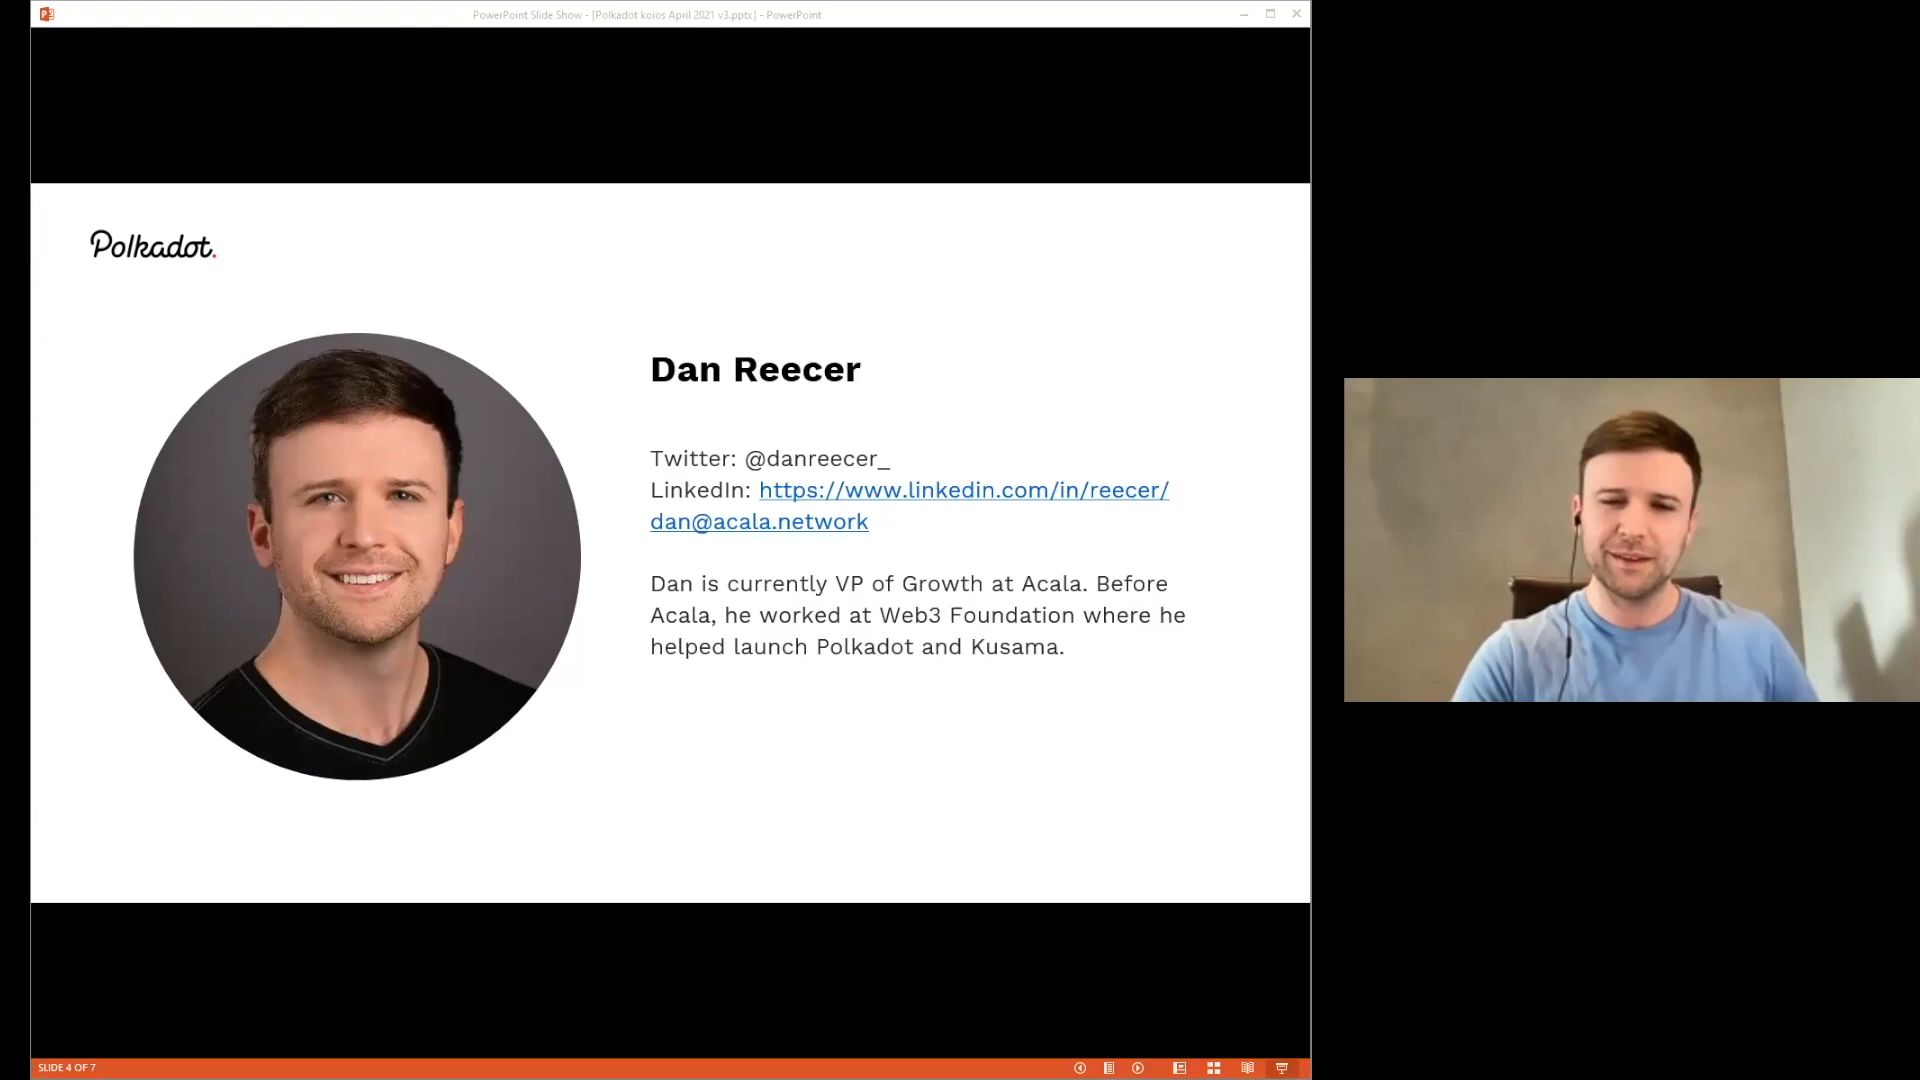 PowerPoint Slide Show - [Polkadot koios April 2021 v3.pptx] - PowerPoint
Polkadot.
Dan Reecer
Twitter: @danreecer_
LinkedIn: https://www.linkedin.com/in/reecer/
dan@acala.network
Dan is currently VP of Growth at Acala. Before
Acala, he worked at Web3 Foundation where he
helped launch Polkadot and Kusama.
SLIDE 4 OF 7